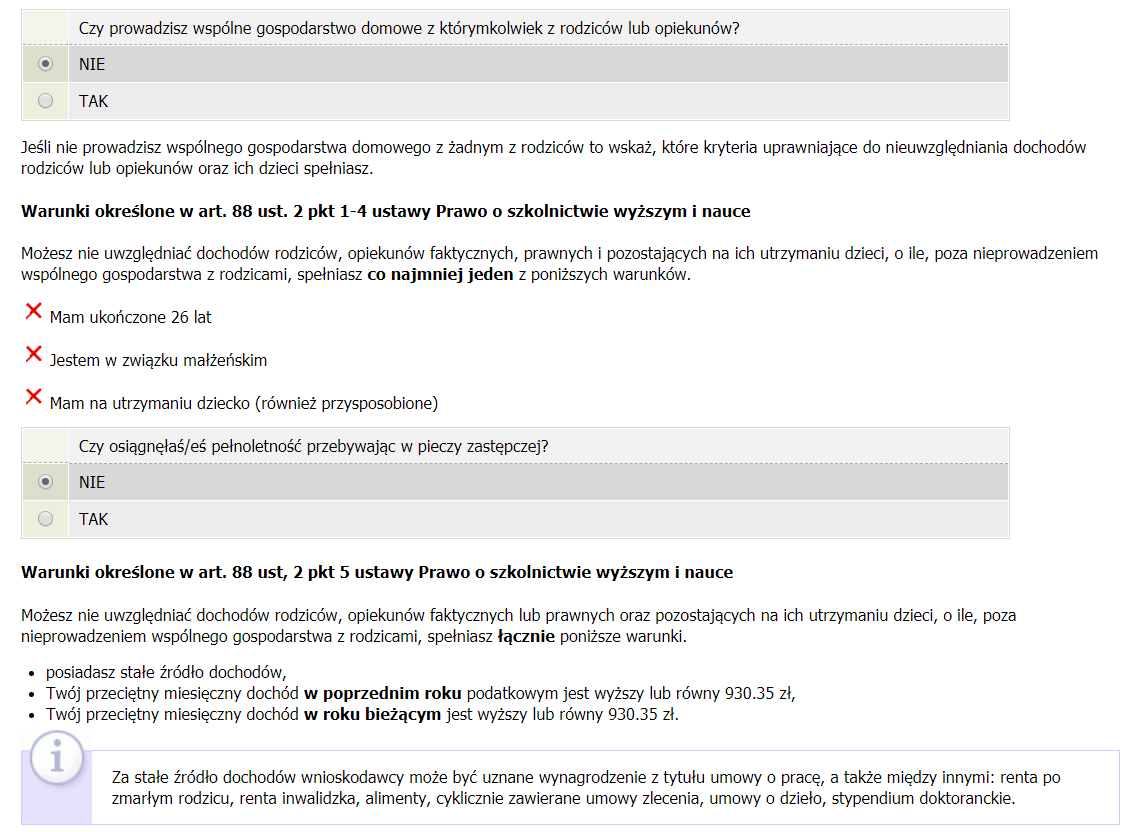 Czy prowadzisz wspólne gospodarstwo domowe z którymkolwiek z rodziców lub opiekunów?
NIE
TAK
Jeśli nie prowadzisz wspólnego gospodarstwa domowego z żadnym z rodziców to wskaż, które kryteria uprawniające do nieuwzględniania dochodów
rodziców lub opiekunów oraz ich dzieci spełniasz.
Warunki określone w art. 88 ust. 2 pkt 1-4 ustawy Prawo o szkolnictwie wyższym i nauce
Możesz nie uwzględniać dochodów rodziców, opiekunów faktycznych, prawnych i pozostających na ich utrzymaniu dzieci, o ile, poza nieprowadzeniem
wspólnego gospodarstwa z rodzicami, spełniasz co najmniej jeden z poniższych warunków.
Mam ukończone 26 lat
Jestem w związku małżeńskim
Mam na utrzymaniu dziecko (również przysposobione)
Czy osiągnęłaś/eś pełnoletność przebywając w pieczy zastępczej?
NIE
TAK
Warunki określone w art. 88 ust, 2 pkt 5 ustawy Prawo o szkolnictwie wyższym i nauce
Możesz nie uwzględniać dochodów rodziców, opiekunów faktycznych lub prawnych oraz pozostających na ich utrzymaniu dzieci, o ile, poza
nieprowadzeniem wspólnego gospodarstwa z rodzicami, spełniasz łącznie poniższe warunki.
• posiadasz stałe źródło dochodów,
• Twój przeciętny miesięczny dochód w poprzednim roku podatkowym jest wyższy lub równy 930.35 zł,
• Twój przeciętny miesięczny dochód w roku bieżącym jest wyższy lub równy 930.35 zł.
Za stałe źródło dochodów wnioskodawcy może być uznane wynagrodzenie z tytułu umowy o pracę, a także między innymi: renta po
zmarłym rodzicu, renta inwalidzka, alimenty, cyklicznie zawierane umowy zlecenia, umowy o dzieło, stypendium doktoranckie.